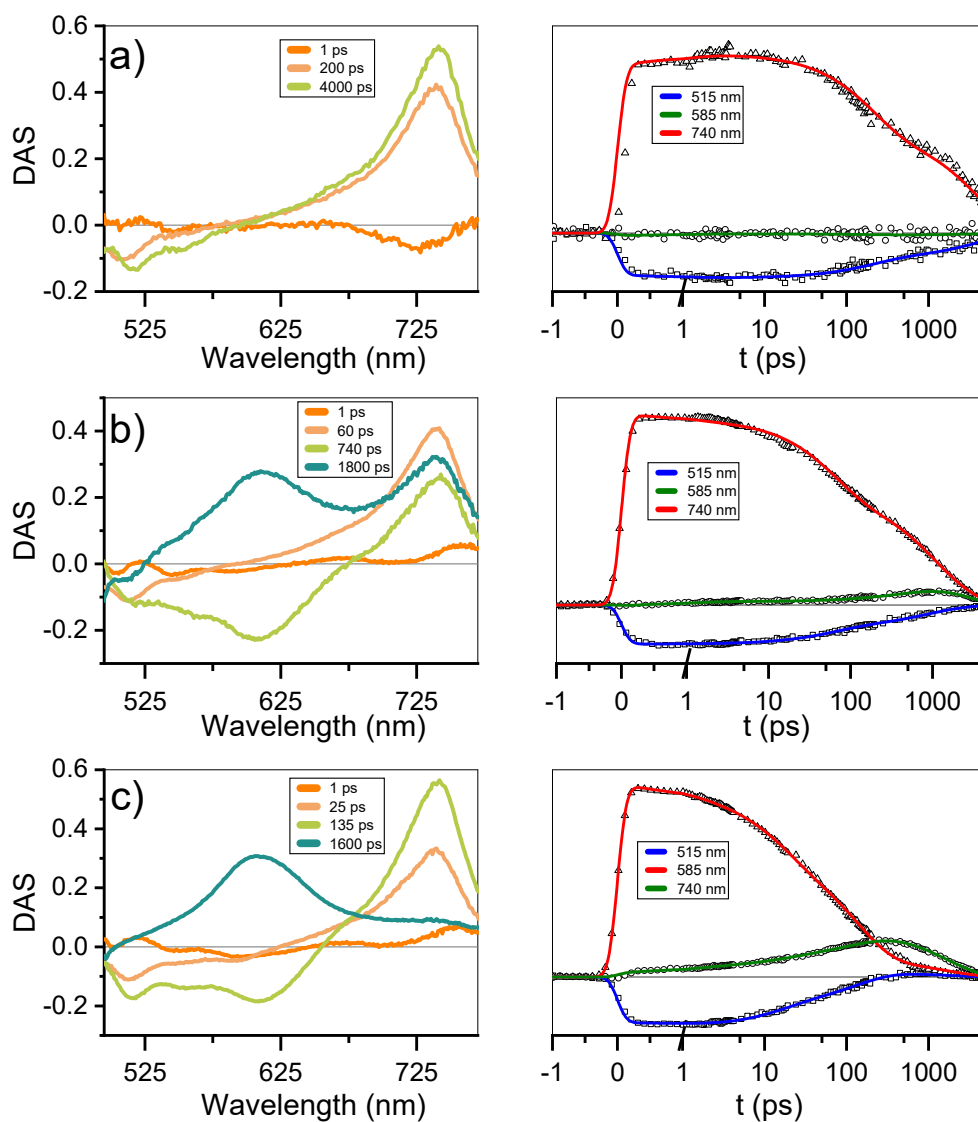 a)
DAS
0.6
0.4
0.2
0.0
-0.2
1 ps
200 ps
4000 ps
525 625 725
Wavelength (nm)
515 nm
585 nm
740 nm
-1 0 1 10 100 1000
t (ps)
b)
DAS
0.4
0.2
0.0
-0.2
1 ps
60 ps
740 ps
1800 ps
525 625 725
Wavelength (nm)
515 nm
585 nm
740 nm
-1 0 1 10 100 1000
t (ps)
c)
DAS
0.6
0.4
0.2
0.0
-0.2
1 ps
25 ps
135 ps
1600 ps
525 625 725
Wavelength (nm)
515 nm
585 nm
740 nm
-1 0 1 10 100 1000
t (ps)